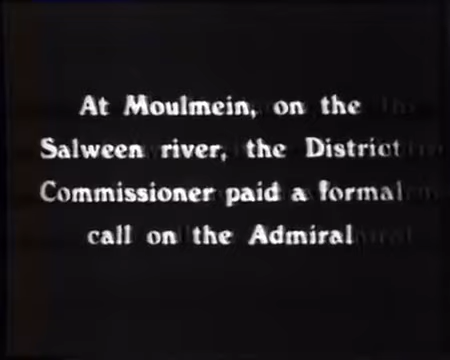 At Moulmein, on the
Salween river, the District
Commissioner paid a formal
call on the Admiral